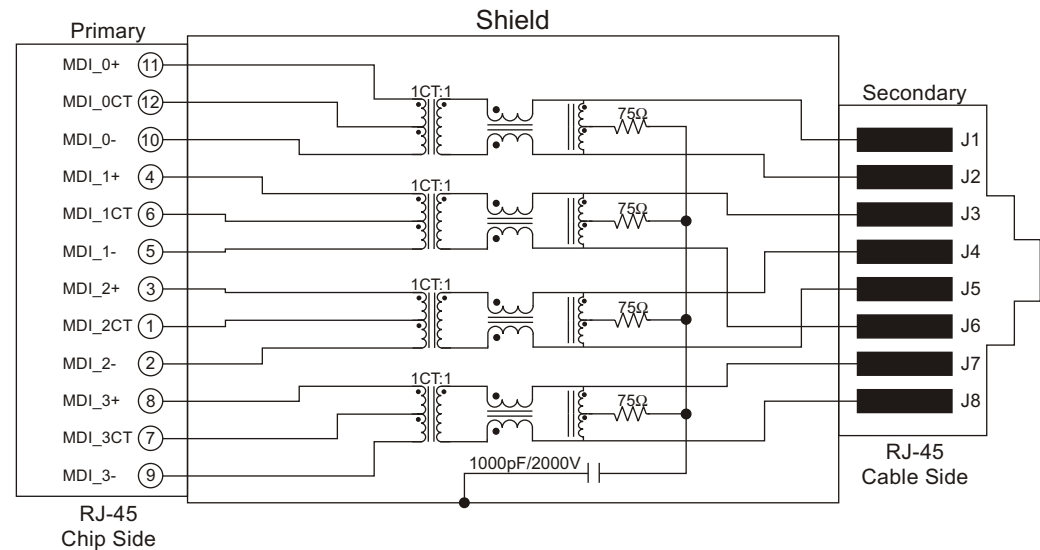 Shield
Primary
MDI_0+ 11
MDI_0CT 12
MDI_0- 10
MDI_1+ 4
MDI_1CT 6
MDI_1- 5
MDI_2+ 3
MDI_2CT 1
MDI_2- 2
MDI_3+ 8
MDI_3CT 7
MDI_3- 9
RJ-45
Chip Side
1CT:1
75Ω
1CT:1
75Ω
1CT:1
75Ω
1CT:1
75Ω
1000pF/2000V
Secondary
J1
J2
J3
J4
J5
J6
J7
J8
RJ-45
Cable Side